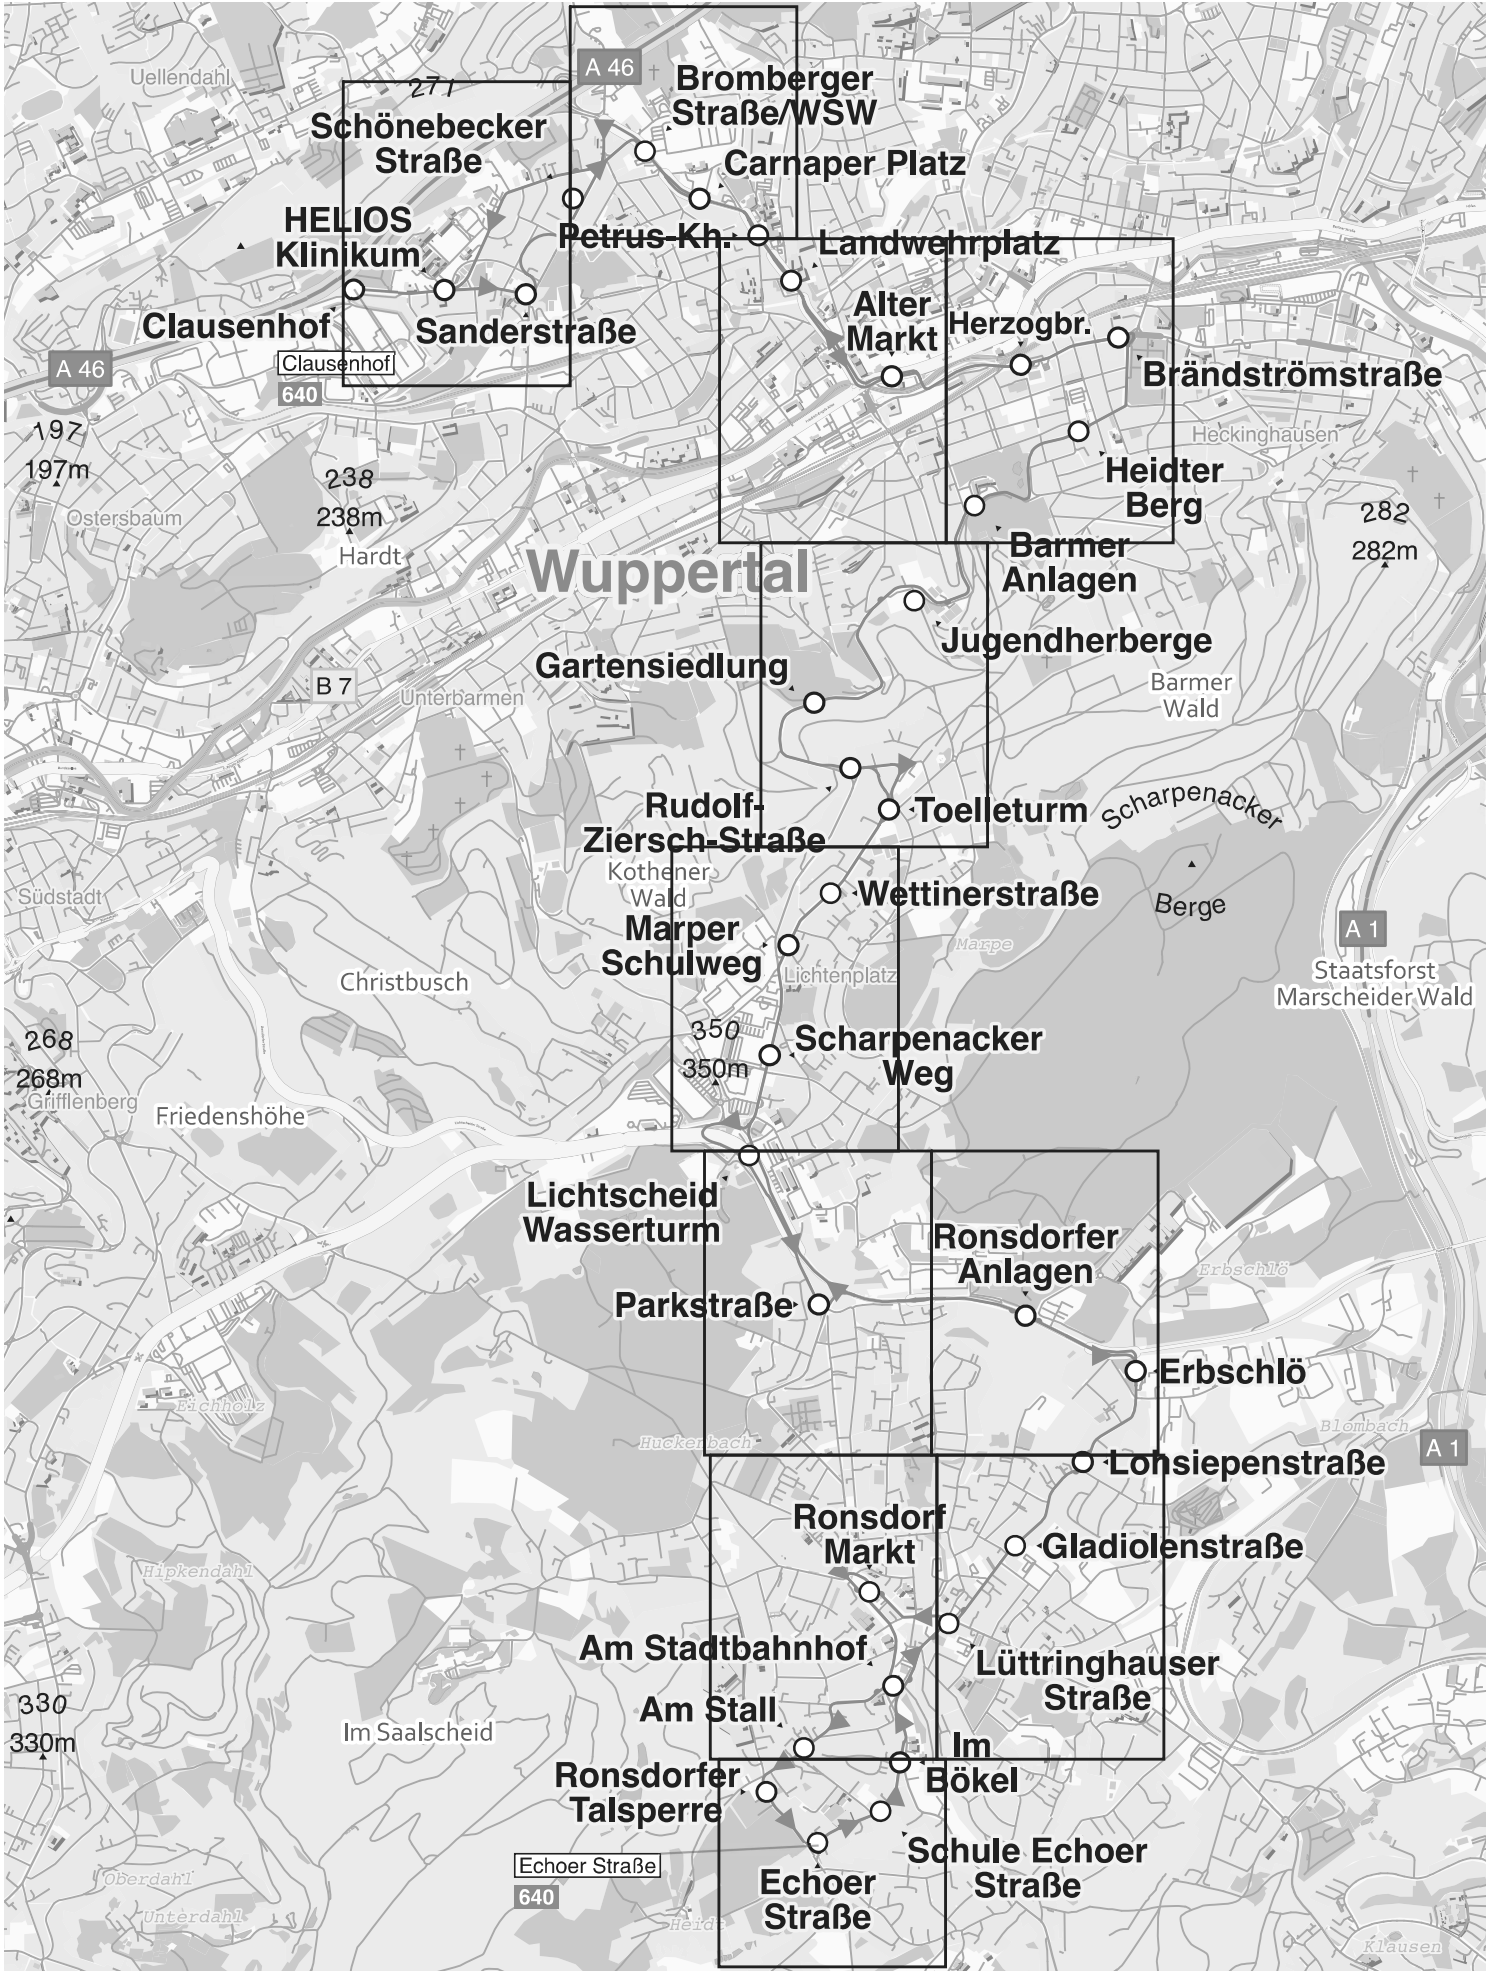 A 46
Uellendahl
271
Bromberger
Straße/WSW
Schönebecker
Straße
Carnaper Platz
HELIOS
Klinikum
Petrus-Kh.
Landwehrplatz
Clausenhof
Sanderstraße
Alter
Markt
Herzogbr.
Clausenhof
640
A 46
Brändströmstraße
197
197m
Heckinghausen
238
238m
Heidter
Berg
Ostersbaum
Hardt
282
282m
Wuppertal
Barmer
Anlagen
Jugendherberge
Gartensiedlung
B 7
Unterbarmen
Barmer
Wald
Rudolf-
Ziersch-Straße
Toelleturm
Scharpenacker
Berge
Kothener
Wald
Südstadt
Wettinerstraße
Marper
Schulweg
Marpe
A 1
Lichtenplatz
Christbusch
Staatsforst
Marscheider Wald
350
350m
Scharpenacker
Weg
268
268m
Grifflenberg
Friedenshöhe
Lichtscheid
Wasserturm
Ronsdorfer
Anlagen
Erbschlö
Parkstraße
Erbschlö
Eichholz
Huckenbach
Blombach
A 1
Lohsiepenstraße
Ronsdorf
Markt
Gladiolenstraße
Hipkendahl
Am Stadtbahnhof
Lüttringhauser
Straße
330
330m
Am Stall
Im Saalscheid
Im
Bökel
Ronsdorfer
Talsperre
Schule Echoer
Straße
Echoer Straße
640
Echoer
Straße
Oberdahl
Unterdahl
Heidt
Klausen